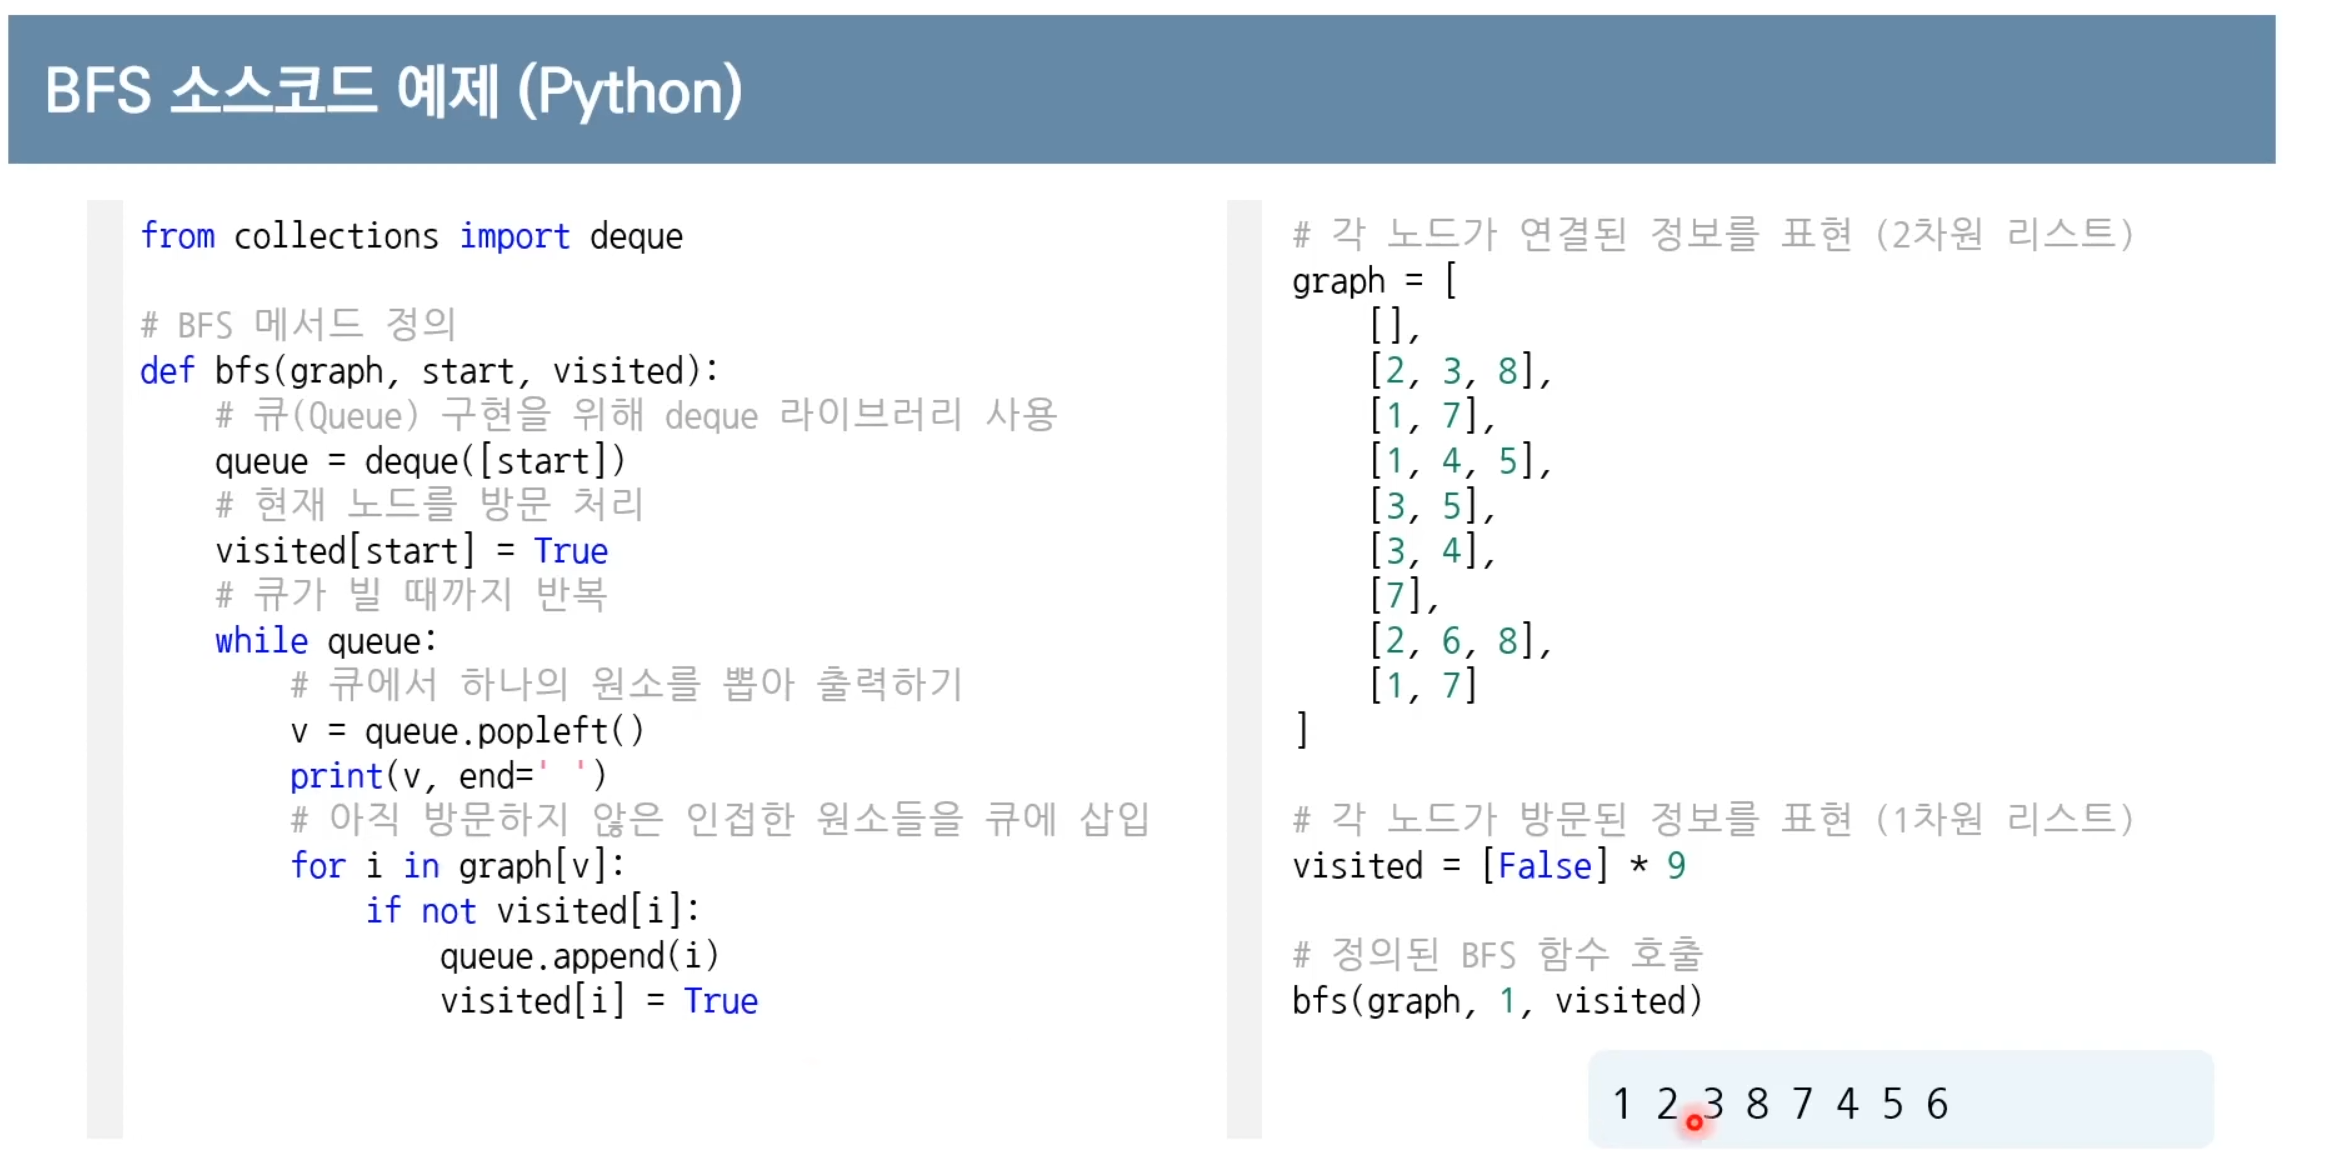 BFS 소스코드 예제 (Python)
from collections import deque
# BFS 메서드 정의
def bfs(graph, start, visited):
    # 큐(Queue) 구현을 위해 deque 라이브러리 사용
    queue = deque([start])
    # 현재 노드를 방문 처리
    visited[start] = True
    # 큐가 빌 때까지 반복
    while queue:
        # 큐에서 하나의 원소를 뽑아 출력하기
        v = queue.popleft()
        print(v, end=' ')
        # 아직 방문하지 않은 인접한 원소들을 큐에 삽입
        for i in graph[v]:
            if not visited[i]:
                queue.append(i)
                visited[i] = True
# 각 노드가 연결된 정보를 표현 (2차원 리스트)
graph = [
    [],
    [2, 3, 8],
    [1, 7],
    [1, 4, 5],
    [3, 5],
    [3, 4],
    [7],
    [2, 6, 8],
    [1, 7]
]
# 각 노드가 방문된 정보를 표현 (1차원 리스트)
visited = [False] * 9
# 정의된 BFS 함수 호출
bfs(graph, 1, visited)
1 2 3 8 7 4 5 6